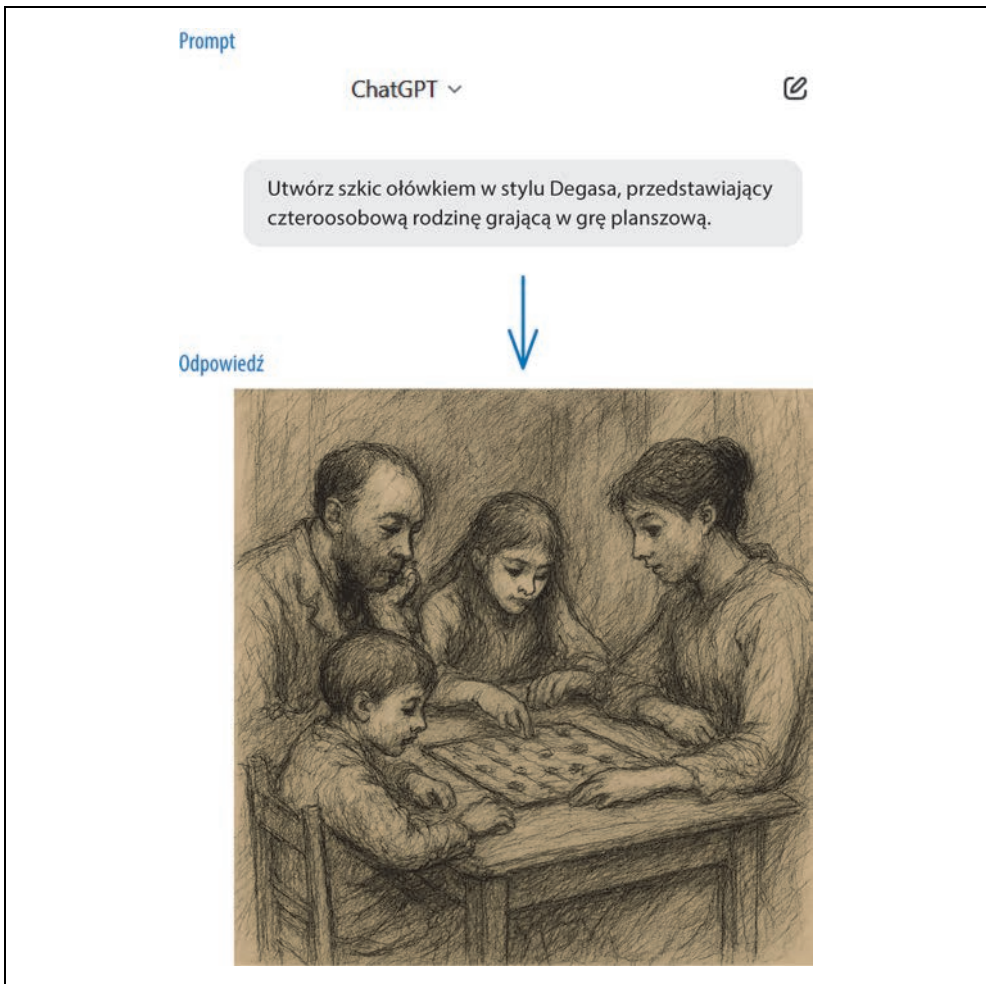 Prompt
ChatGPT
Utwórz szkic ołówkiem w stylu Degasa, przedstawiający
czteroosobową rodzinę grającą w grę planszową.
Odpowiedź